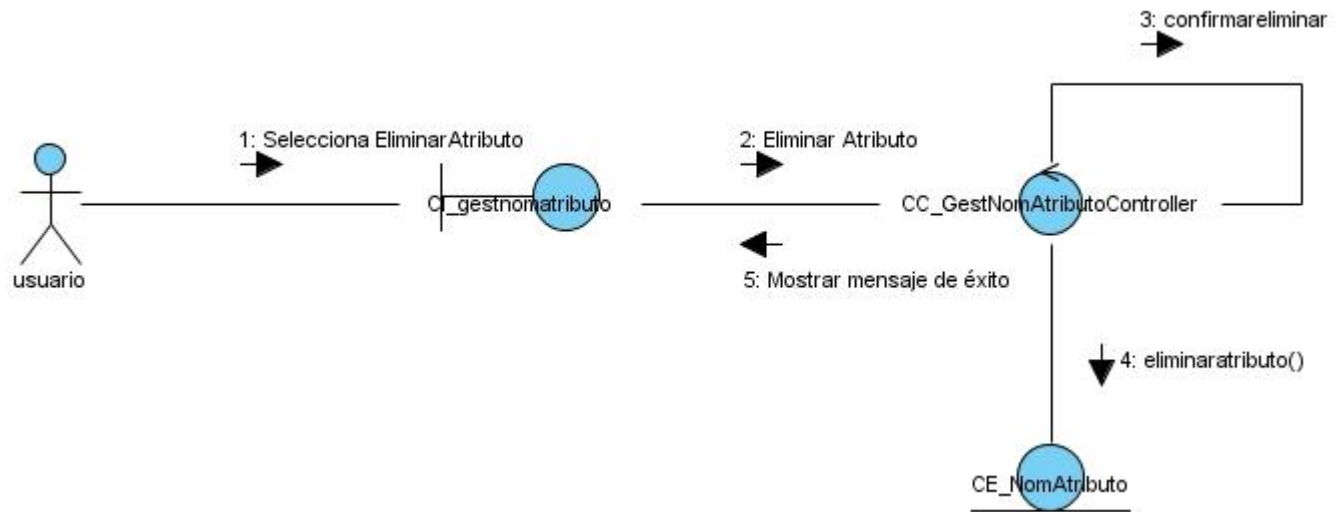 3: confirmareliminar
1: Selecciona EliminarAtributo
2: Eliminar Atributo
CI_gestnomatributo
CC_GestNomAtributoController
usuario
5: Mostrar mensaje de éxito
4: eliminaratributo()
CE_NomAtributo